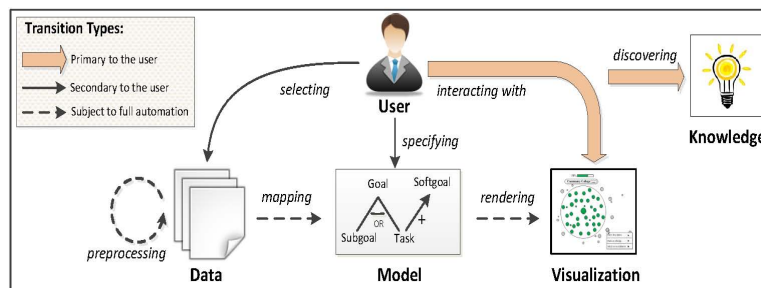 Transition Types:
Primary to the user
Secondary to the user
Subject to full automation
User
selecting
interacting with
discovering
Knowledge
specifying
preprocessing
Data
mapping
Goal
Softgoal
OR
+
Subgoal
Task
Model
rendering
Visualization